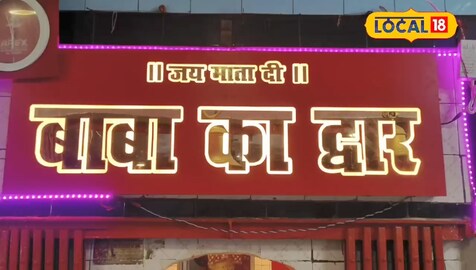 LOCAL 18
|| जय माता दी ||
बाबा का द्वार